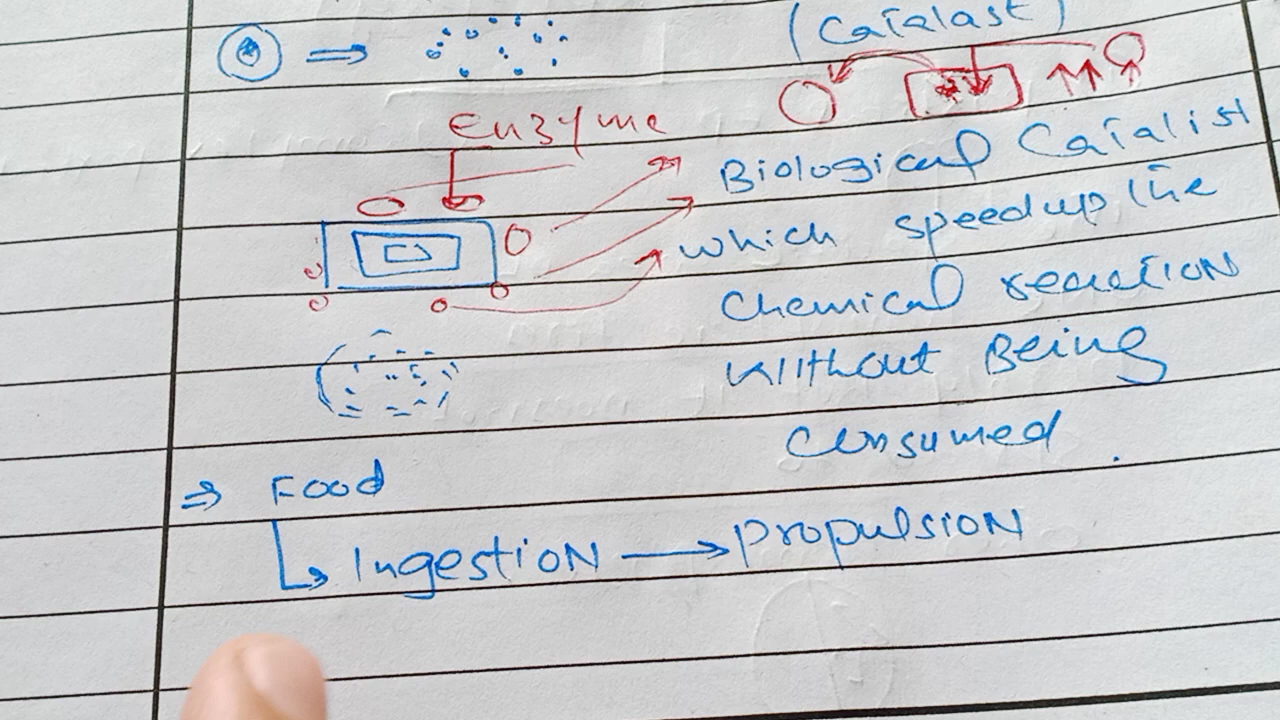 (Catalast)
Enzyme
Biological Catalist
which speedup the
Chemical reaction
Without Being
Consumed.
⇒ Food
Ingestion → Propulsion